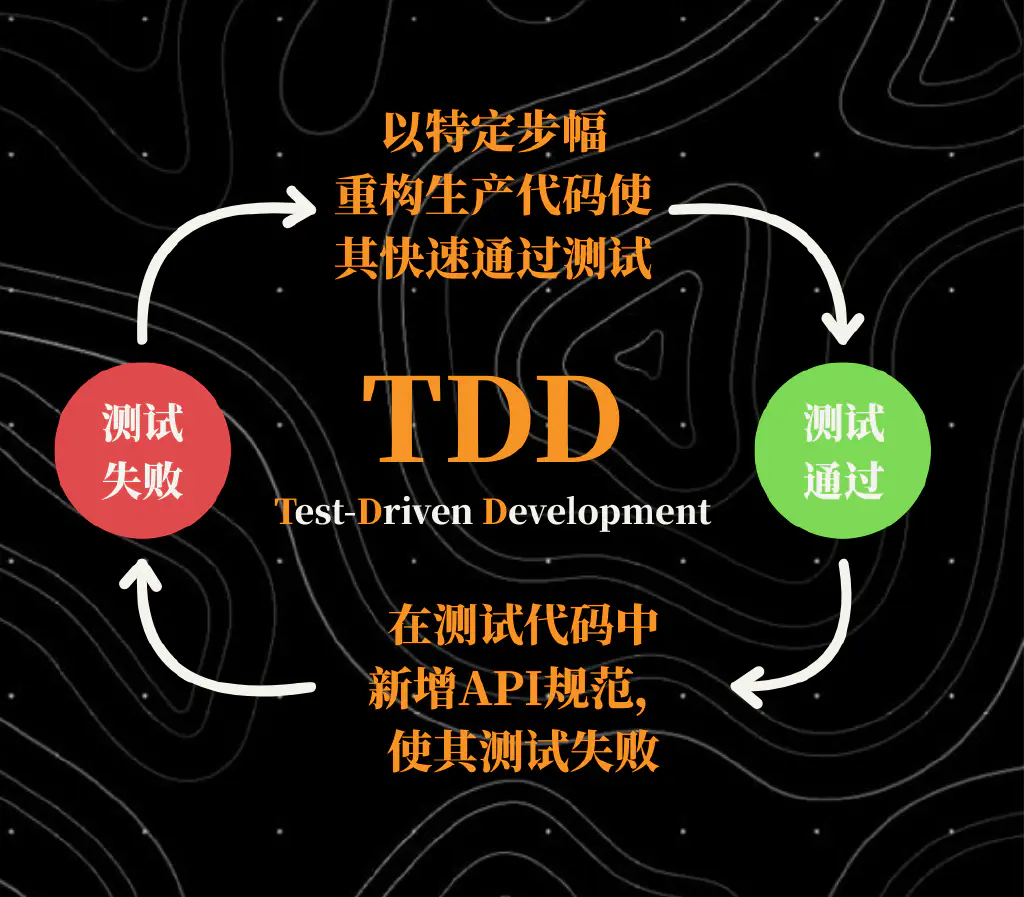 以特定步幅
重构生产代码使
其快速通过测试
测试
失败
TDD
Test-Driven Development
测试
通过
在测试代码中
新增API规范，
使其测试失败